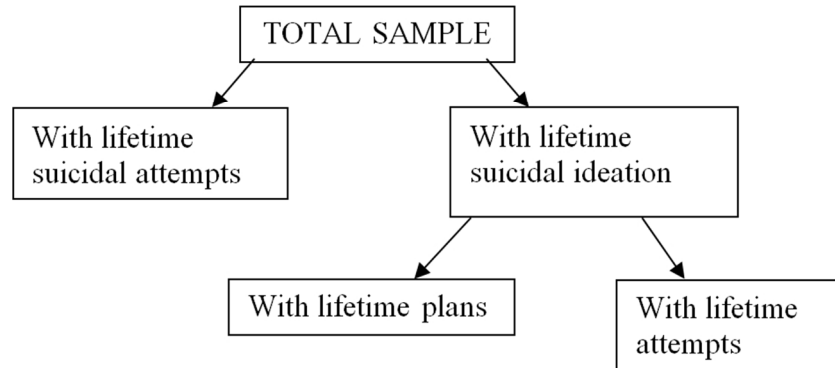 TOTAL SAMPLE
With lifetime
suicidal attempts
With lifetime
suicidal ideation
With lifetime plans
With lifetime
attempts